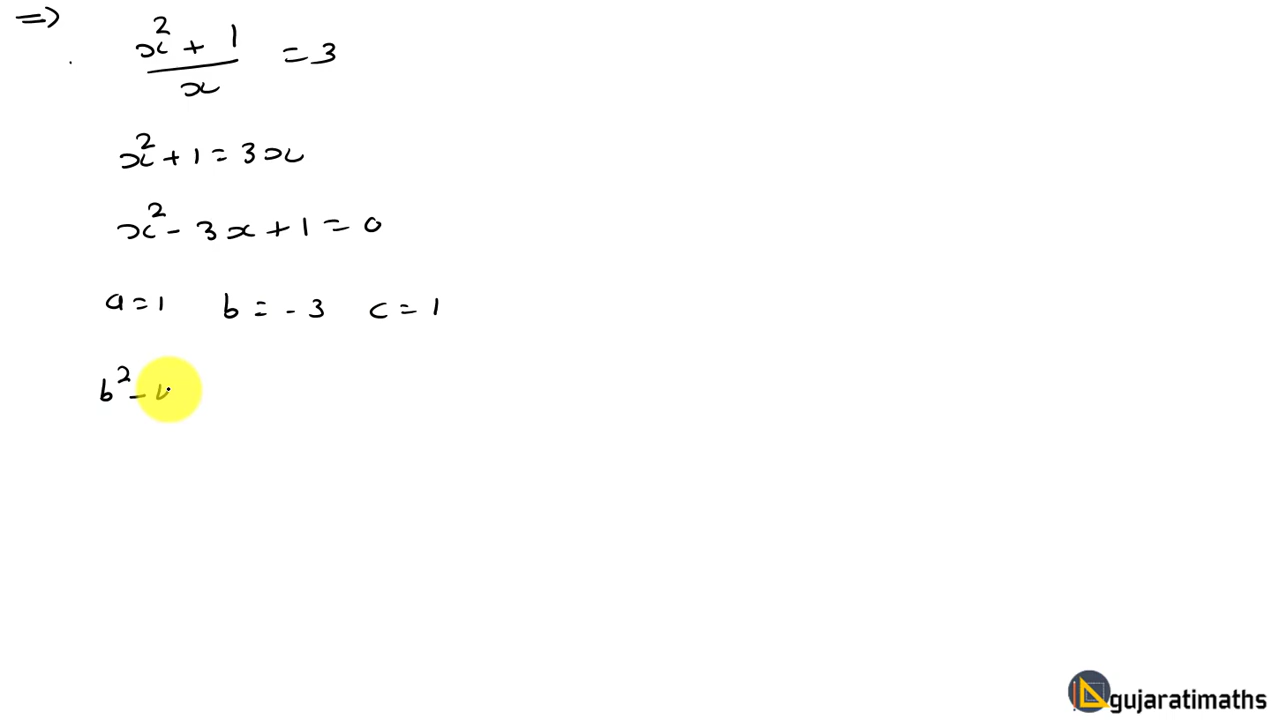 ⇒ x² + 1
x = 3
x² + 1 = 3x
x² - 3x + 1 = 0
a = 1 b = - 3 c = 1
b² -
gujaratimaths